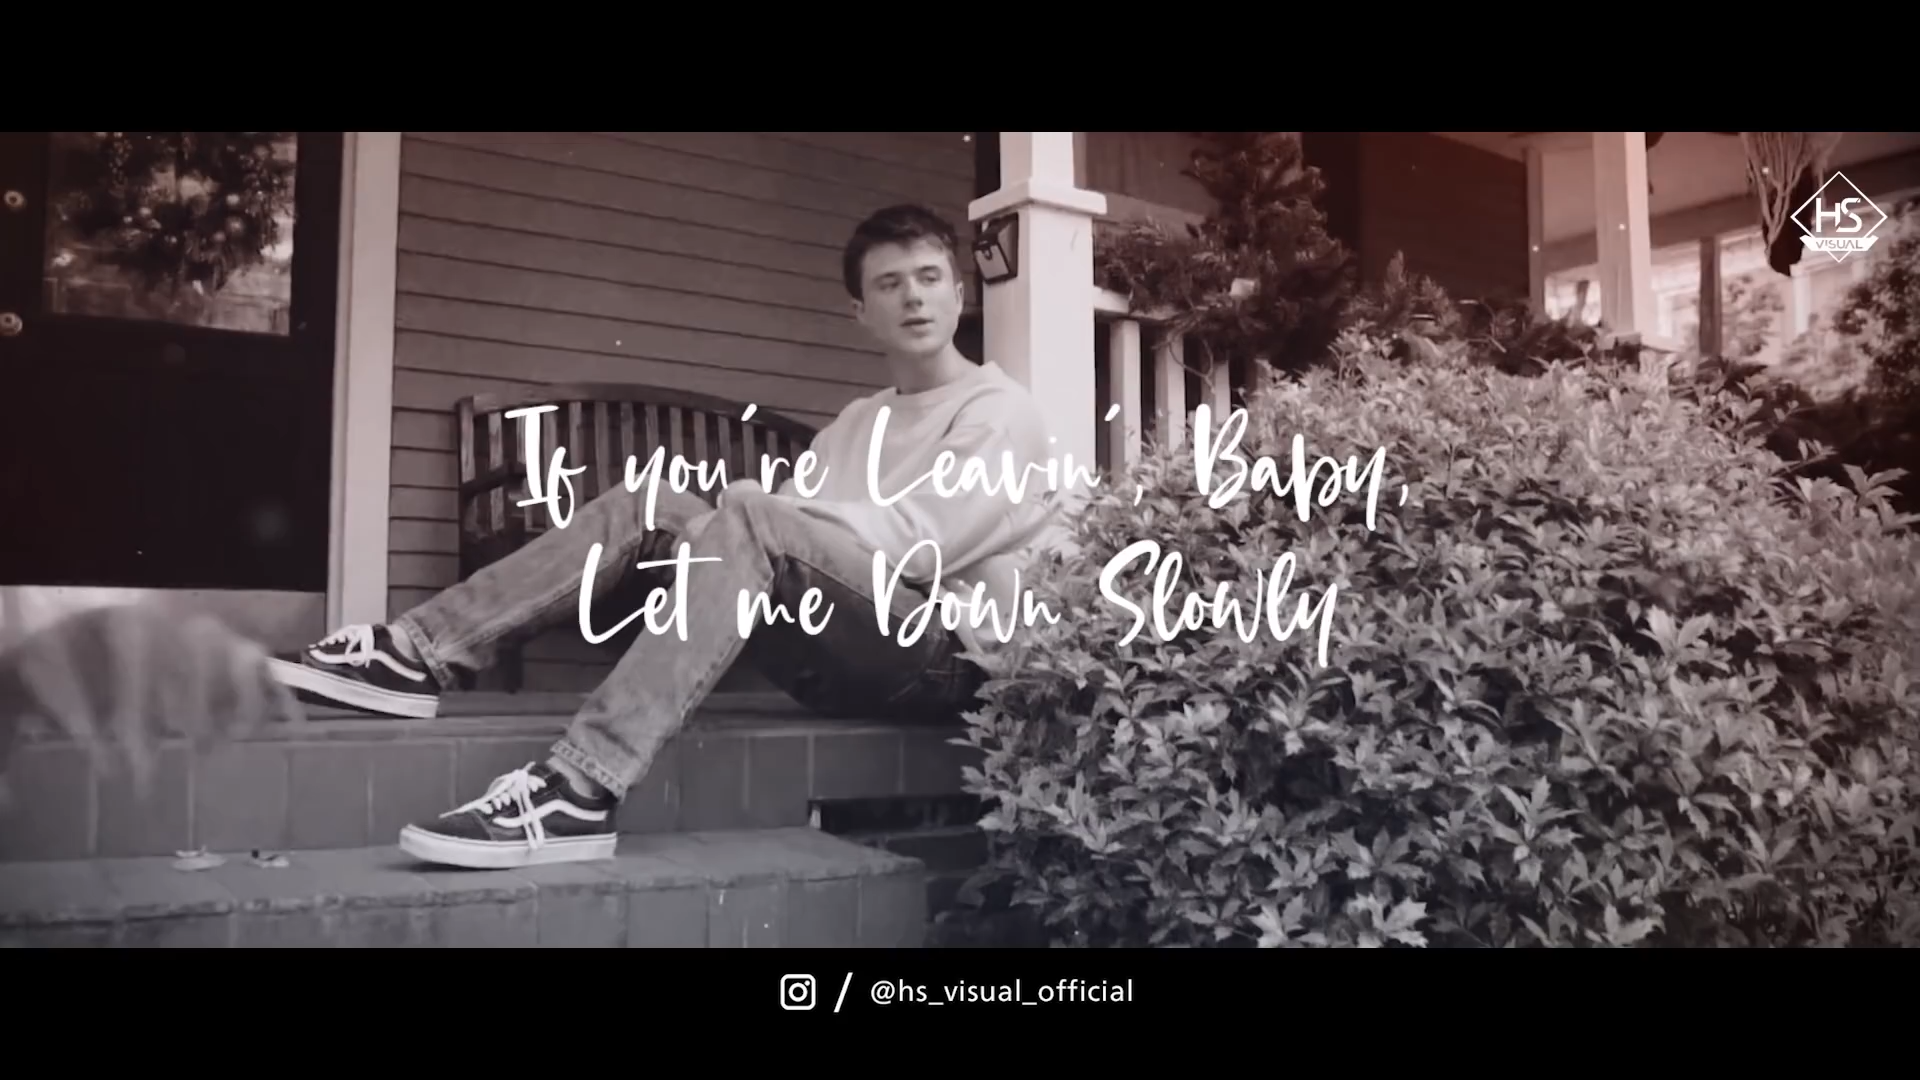 HS
VISUAL
If you're Leavin', Baby,
Let me Down Slowly
/ @hs_visual_official